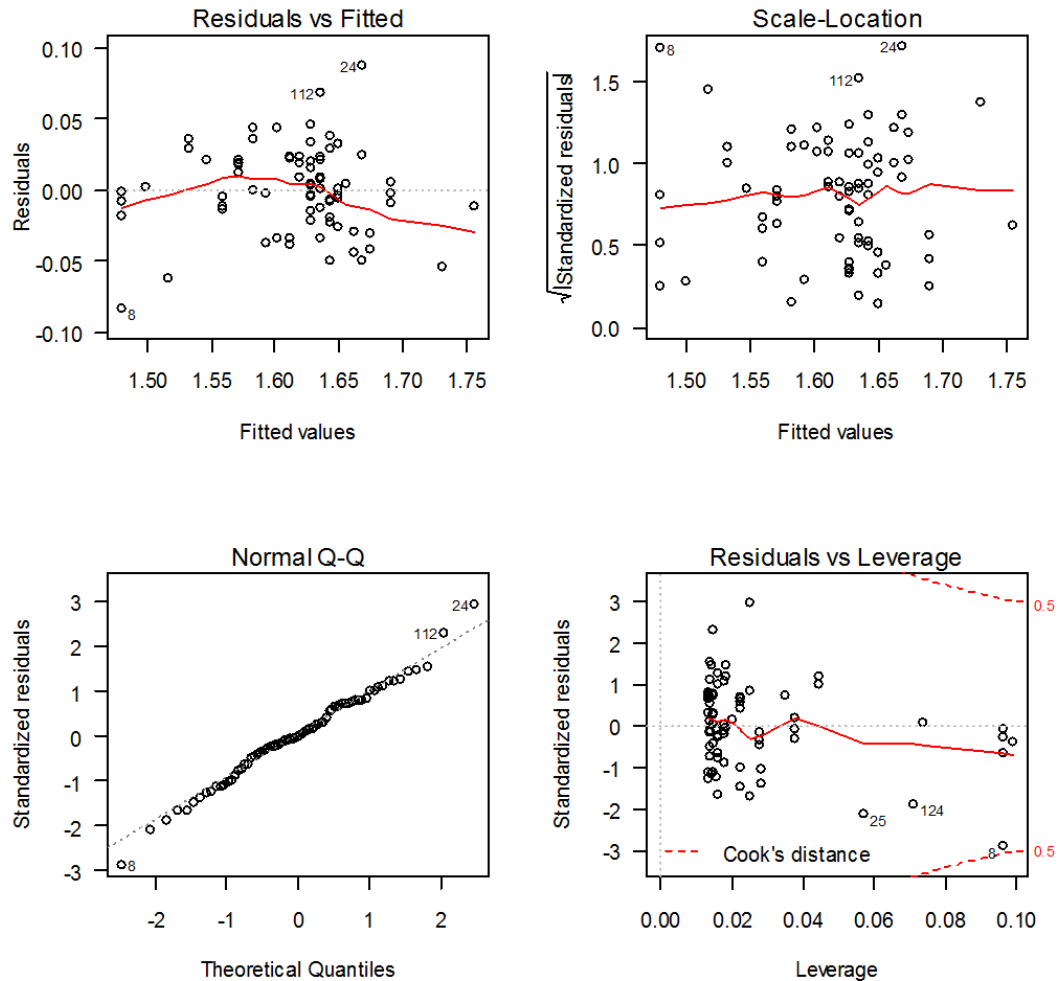 Residuals vs Fitted
Residuals
0.10
0.05
0.00
-0.05
-0.10
24
112
8
1.50 1.55 1.60 1.65 1.70 1.75
Fitted values
Scale-Location
√|Standardized residuals|
1.5
1.0
0.5
0.0
8
24
112
1.50 1.55 1.60 1.65 1.70 1.75
Fitted values
Normal Q-Q
Standardized residuals
3
2
1
0
-1
-2
-3
24
112
8
-2 -1 0 1 2
Theoretical Quantiles
Residuals vs Leverage
Standardized residuals
3
2
1
0
-1
-2
-3
0.5
124
25
8
Cook's distance
0.5
0.00 0.02 0.04 0.06 0.08 0.10
Leverage